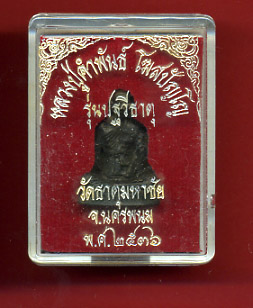 หลวงปู่คำพันธ์ โฆสปัญโญ
รุ่นปฐวีธาตุ
วัดธาตุมหาชัย
จ.นครพนม
พ.ศ.๒๕๓๖